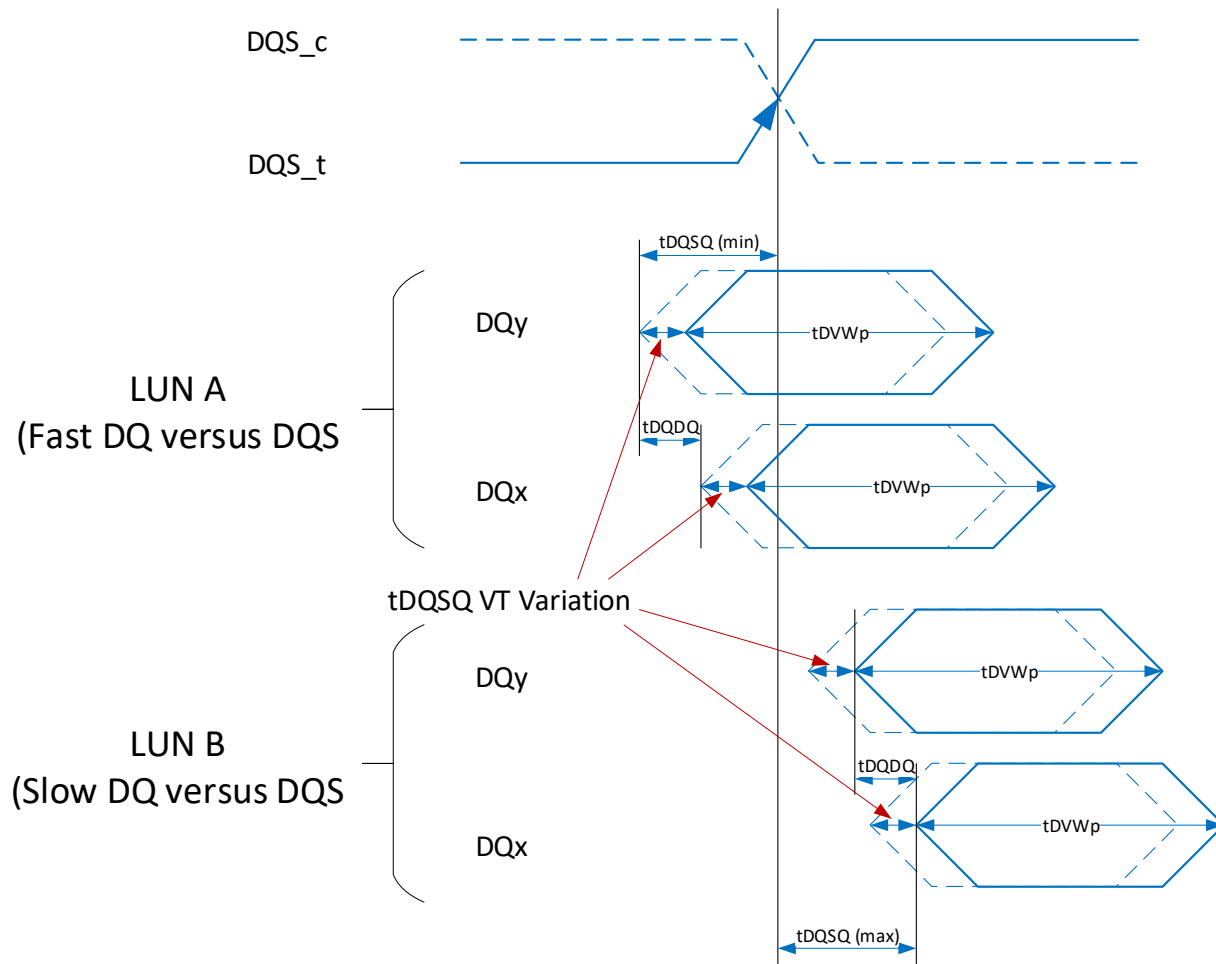 DQS_c
DQS_t
tDQSQ (min)
DQy
tDVWp
LUN A
(Fast DQ versus DQS
tDQDQ
DQx
tDVWp
tDQSQ VT Variation
DQy
tDVWp
LUN B
(Slow DQ versus DQS
tDQDQ
DQx
tDVWp
tDQSQ (max)